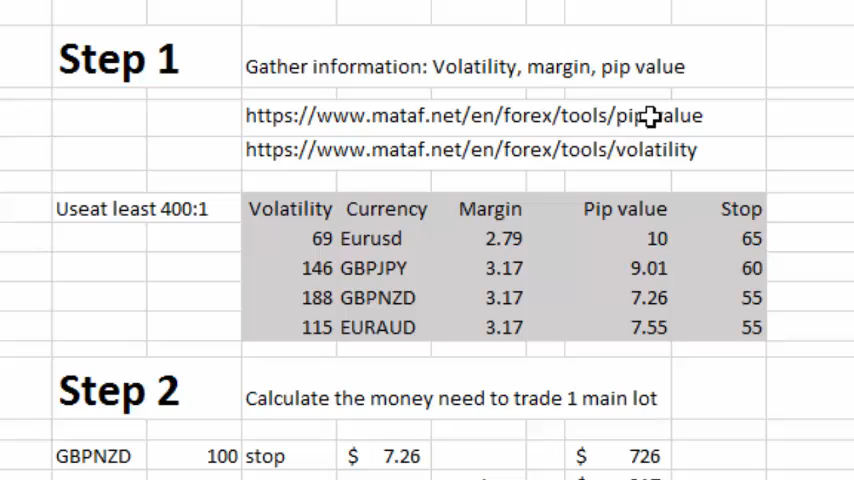 Step 1 Gather information: Volatility, margin, pip value
https://www.mataf.net/en/forex/tools/pip value
https://www.mataf.net/en/forex/tools/volatility
Useat least 400:1 Volatility Currency Margin Pip value Stop
69 Eurusd 2.79 10 65
146 GBPJPY 3.17 9.01 60
188 GBPNZD 3.17 7.26 55
115 EURAUD 3.17 7.55 55
Step 2 Calculate the money need to trade 1 main lot
GBPNZD 100 stop $ 7.26 $ 726